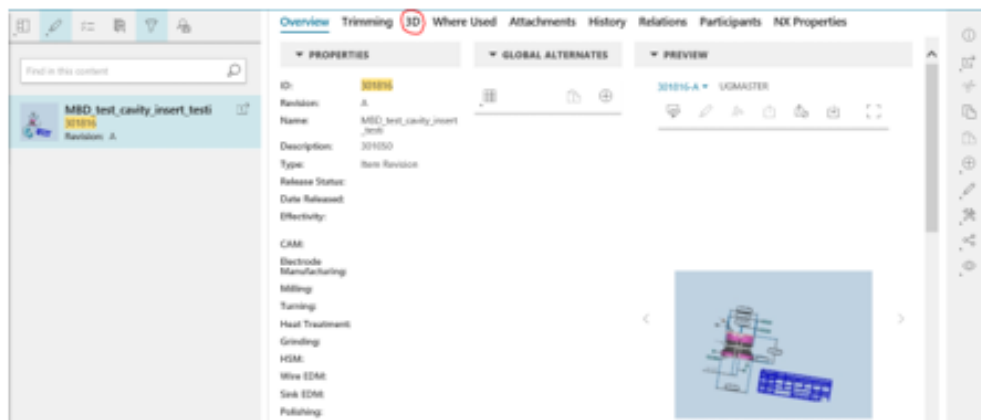 Overview Trimming 3D Where Used Attachments History Relations Participants NX Properties
Find in this content
MBD_test_cavity_insert_testi
301816
Revision: A
PROPERTIES
ID: 301816
Revision: A
Name: MBD_test_cavity_insert_testi
Description: 301050
Type: Item Revision
Release Status:
Date Released:
Effectivity:
CAM:
Electrode
Manufacturing:
Milling:
Turning:
Heat Treatment:
Grinding:
HSM:
Wire EDM:
Sink EDM:
Polishing:
GLOBAL ALTERNATES
PREVIEW
301816-A UGMASTER